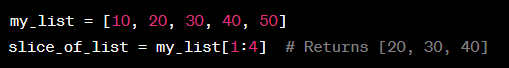 my_list = [10, 20, 30, 40, 50]
slice_of_list = my_list[1:4]  # Returns [20, 30, 40]